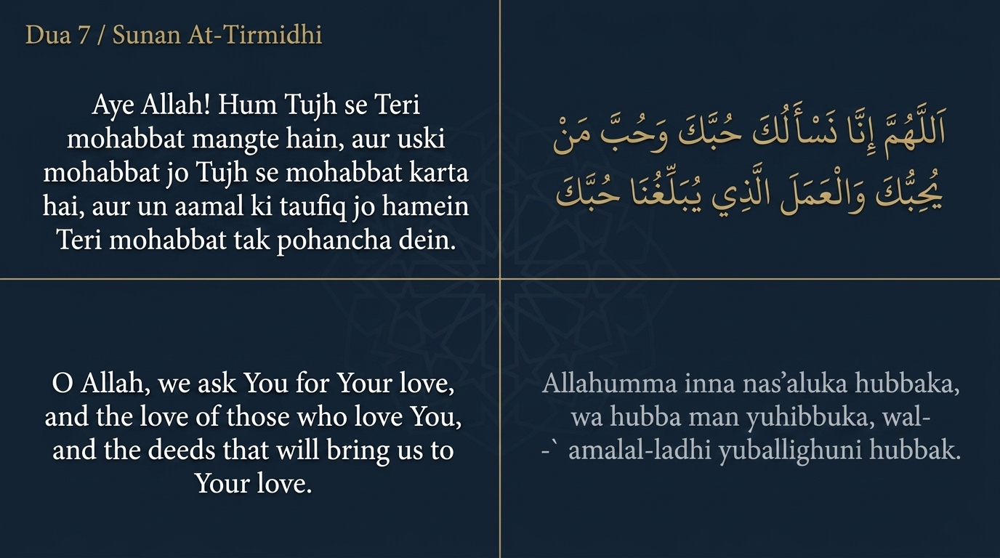 Dua 7 / Sunan At-Tirmidhi
Aye Allah! Hum Tujh se Teri
mohabbat mangte hain, aur uski
mohabbat jo Tujh se mohabbat karta
hai, aur un aamal ki taufiq jo hamein
Teri mohabbat tak pohancha dein.
اَللَّهُمَّ إِنَّا نَسْأَلُكَ حُبَّكَ وَحُبَّ مَنْ
يُحِبُّكَ وَالْعَمَلَ الَّذِي يُبَلِّغُنَا حُبَّكَ
O Allah, we ask You for Your love,
and the love of those who love You,
and the deeds that will bring us to
Your love.
Allahumma inna nas’aluka hubbaka,
wa hubba man yuhibbuka, wal-
-` amalal-ladhi yuballighuni hubbak.